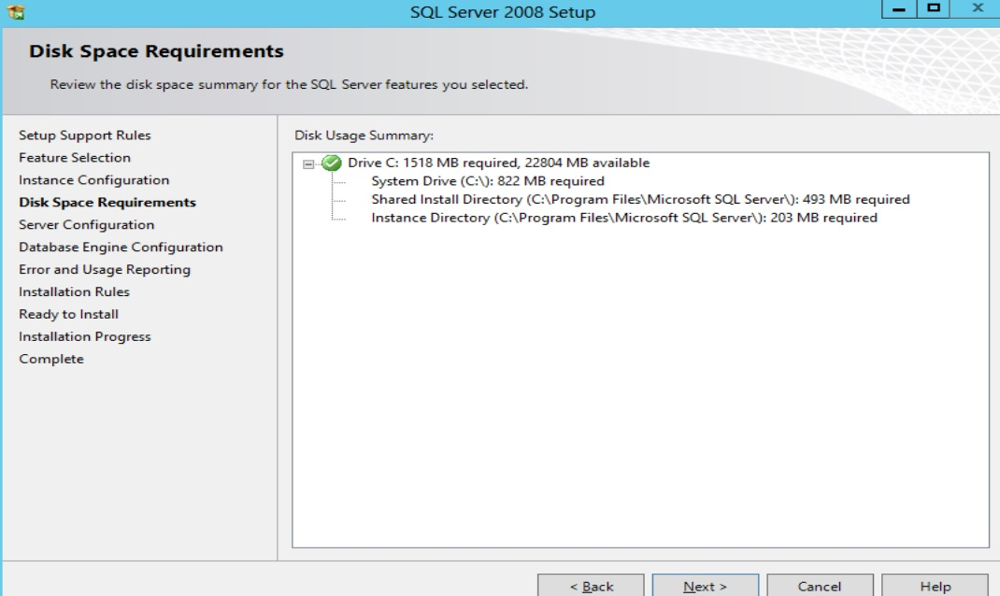 SQL Server 2008 Setup
Disk Space Requirements
Review the disk space summary for the SQL Server features you selected.
Setup Support Rules
Feature Selection
Instance Configuration
Disk Space Requirements
Server Configuration
Database Engine Configuration
Error and Usage Reporting
Installation Rules
Ready to Install
Installation Progress
Complete
Disk Usage Summary:
Drive C: 1518 MB required, 22804 MB available
System Drive (C:\): 822 MB required
Shared Install Directory (C:\Program Files\Microsoft SQL Server\): 493 MB required
Instance Directory (C:\Program Files\Microsoft SQL Server\): 203 MB required
< Back Next > Cancel Help